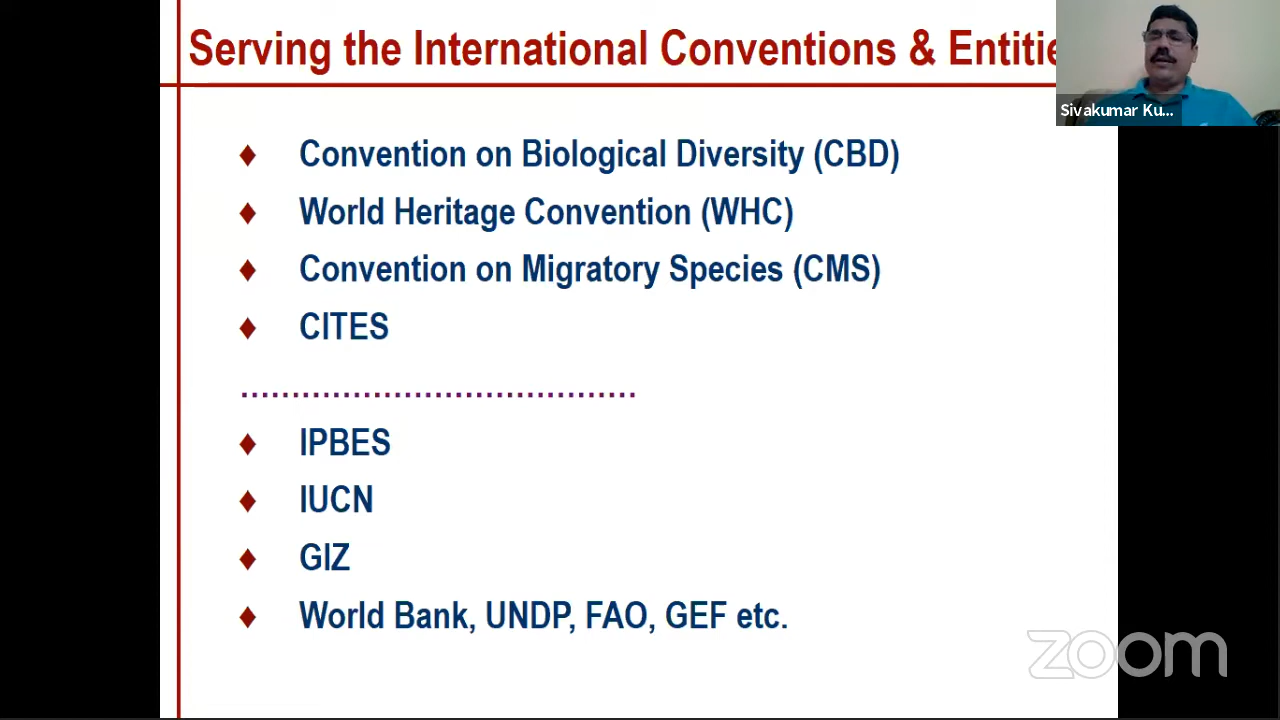 Serving the International Conventions & Entitie
Sivakumar Ku...
♦ Convention on Biological Diversity (CBD)
♦ World Heritage Convention (WHC)
♦ Convention on Migratory Species (CMS)
♦ CITES
.......................................
♦ IPBES
♦ IUCN
♦ GIZ
♦ World Bank, UNDP, FAO, GEF etc.
zoom